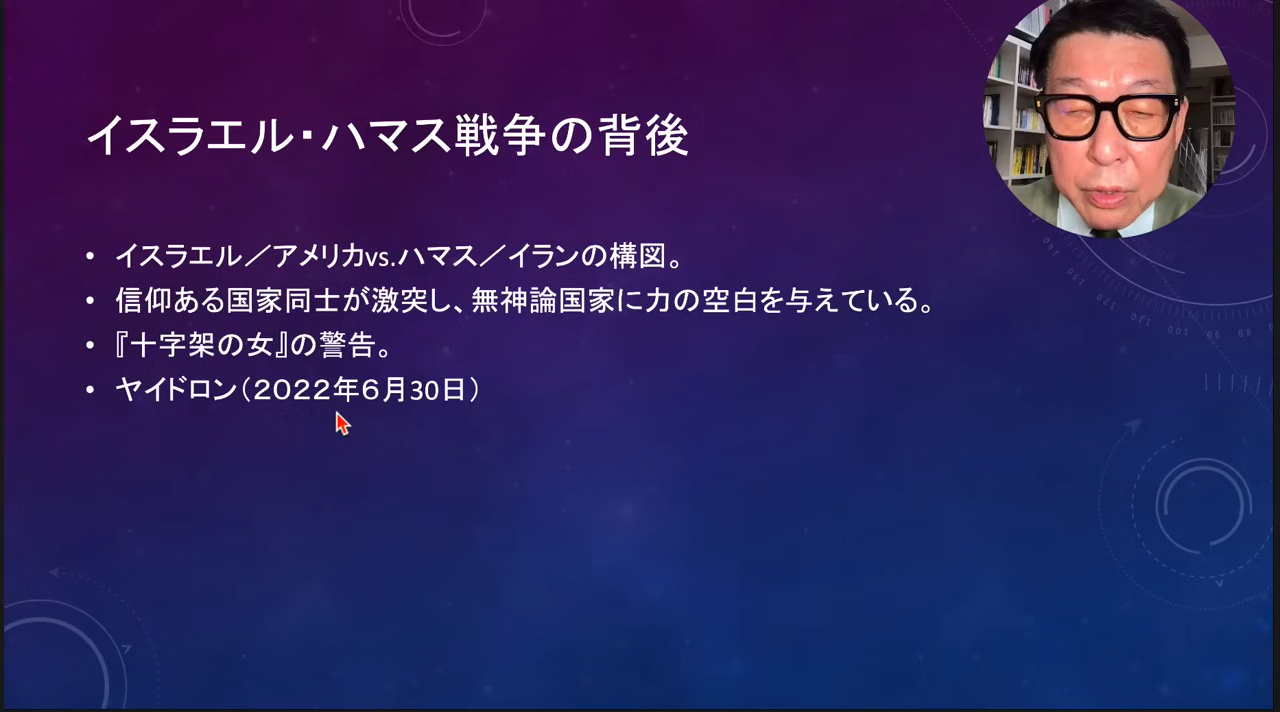 イスラエル・ハマス戦争の背後
• イスラエル／アメリカvs.ハマス／イランの構図。
• 信仰ある国家同士が激突し、無神論国家に力の空白を与えている。
• 『十字架の女』の警告。
• ヤイドロン（２０２２年６月30日）